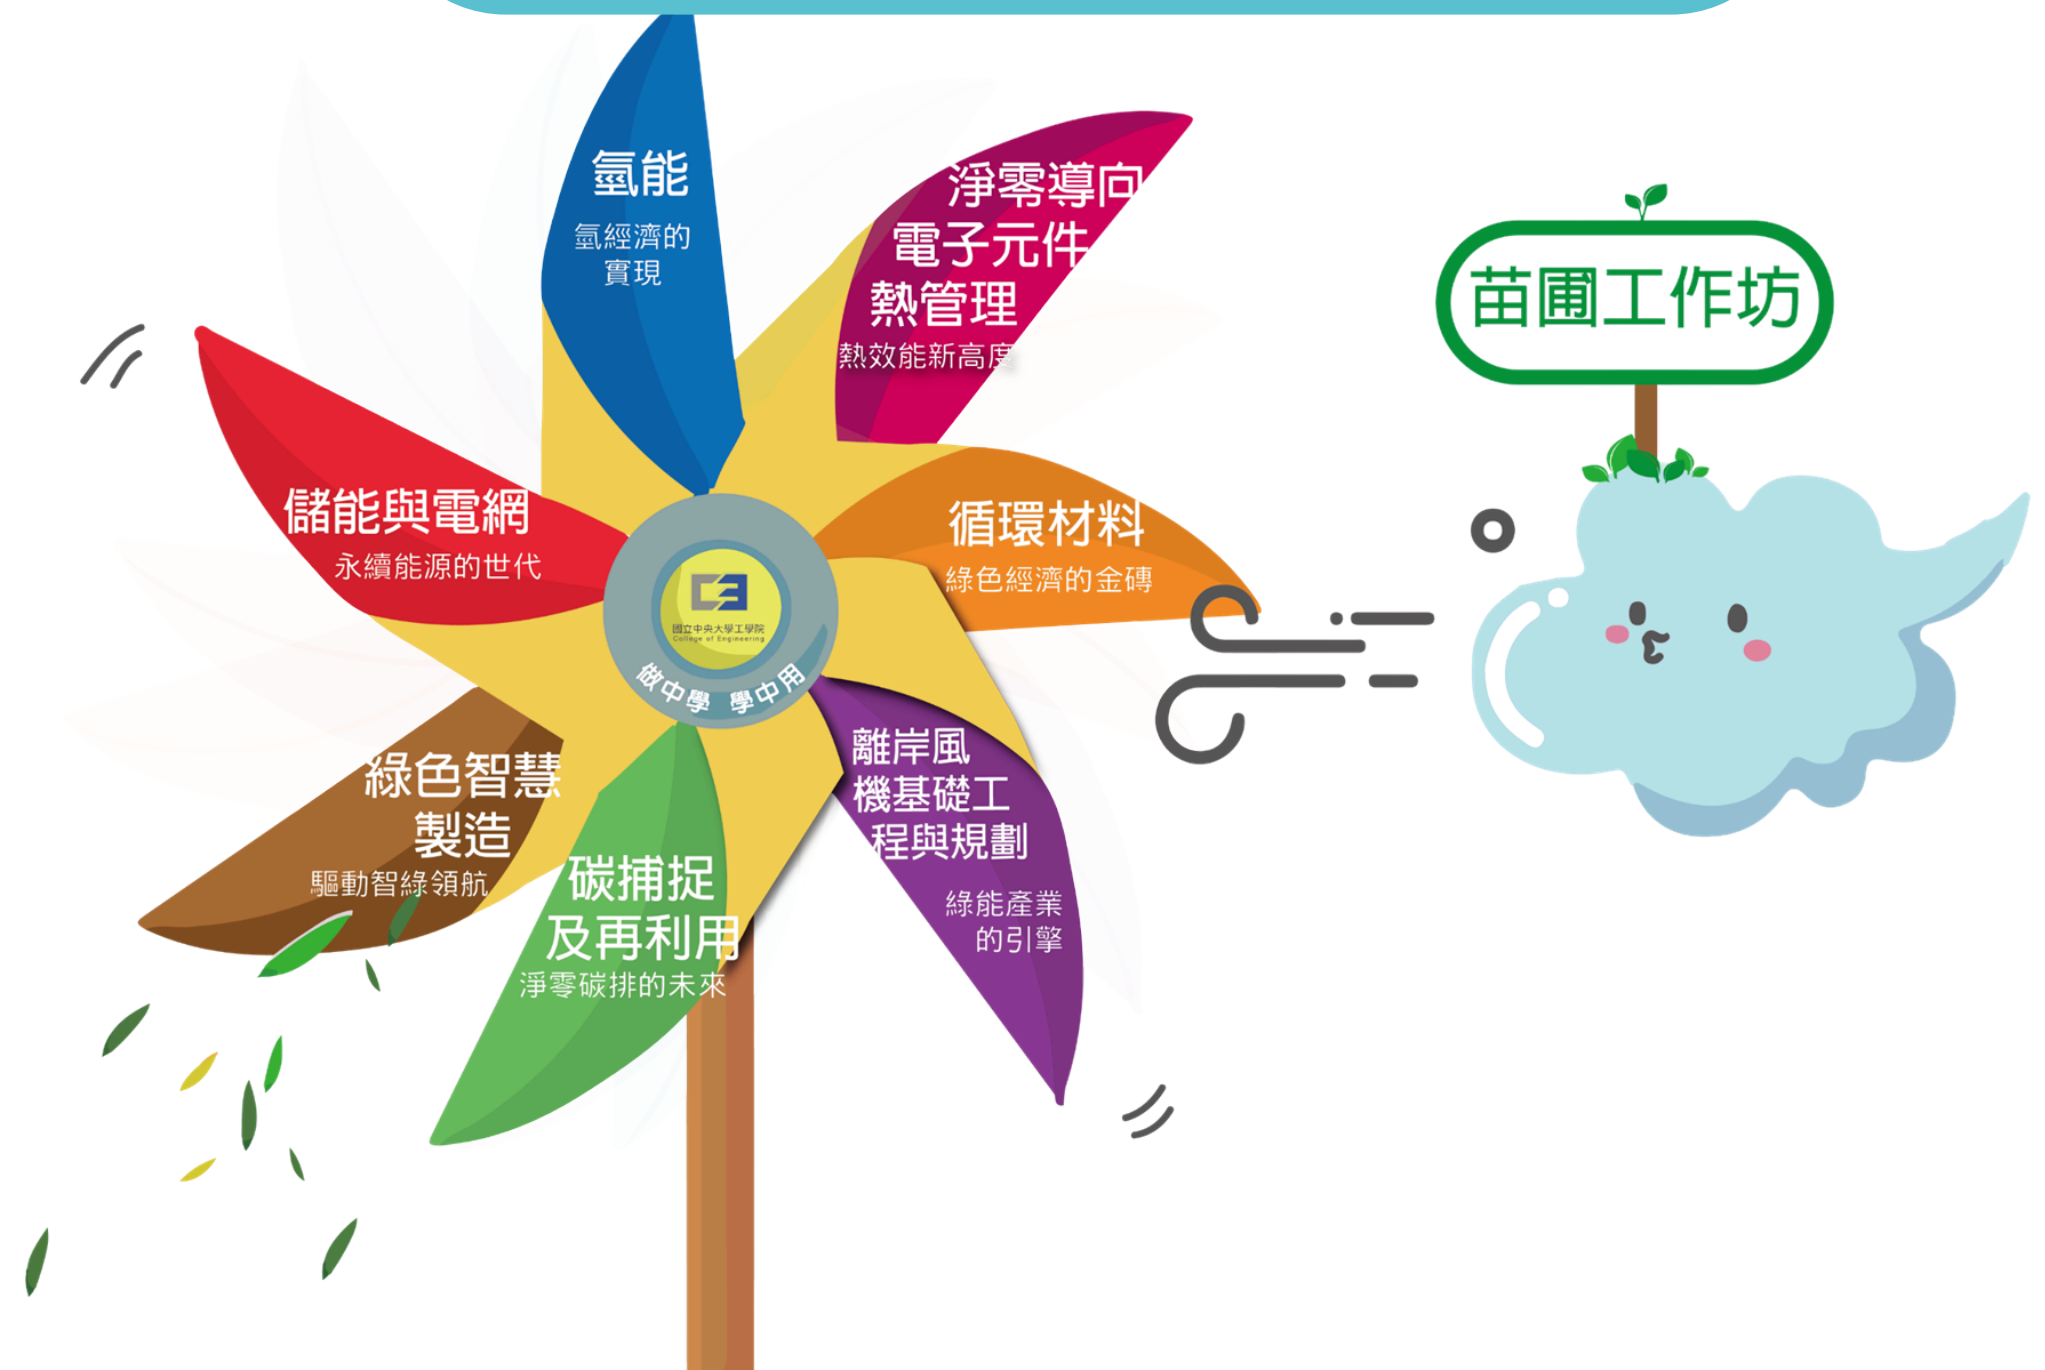 氫能
氫經濟的
實現
淨零導向
電子元件
熱管理
熱效能新高度
循環材料
綠色經濟的金磚
離岸風
機基礎工
程與規劃
綠能產業
的引擎
碳捕捉
及再利用
淨零碳排的未來
綠色智慧
製造
驅動智綠領航
儲能與電網
永續能源的世代
國立中央大學工學院
College of Engineering
做中學 學中用
苗圃工作坊